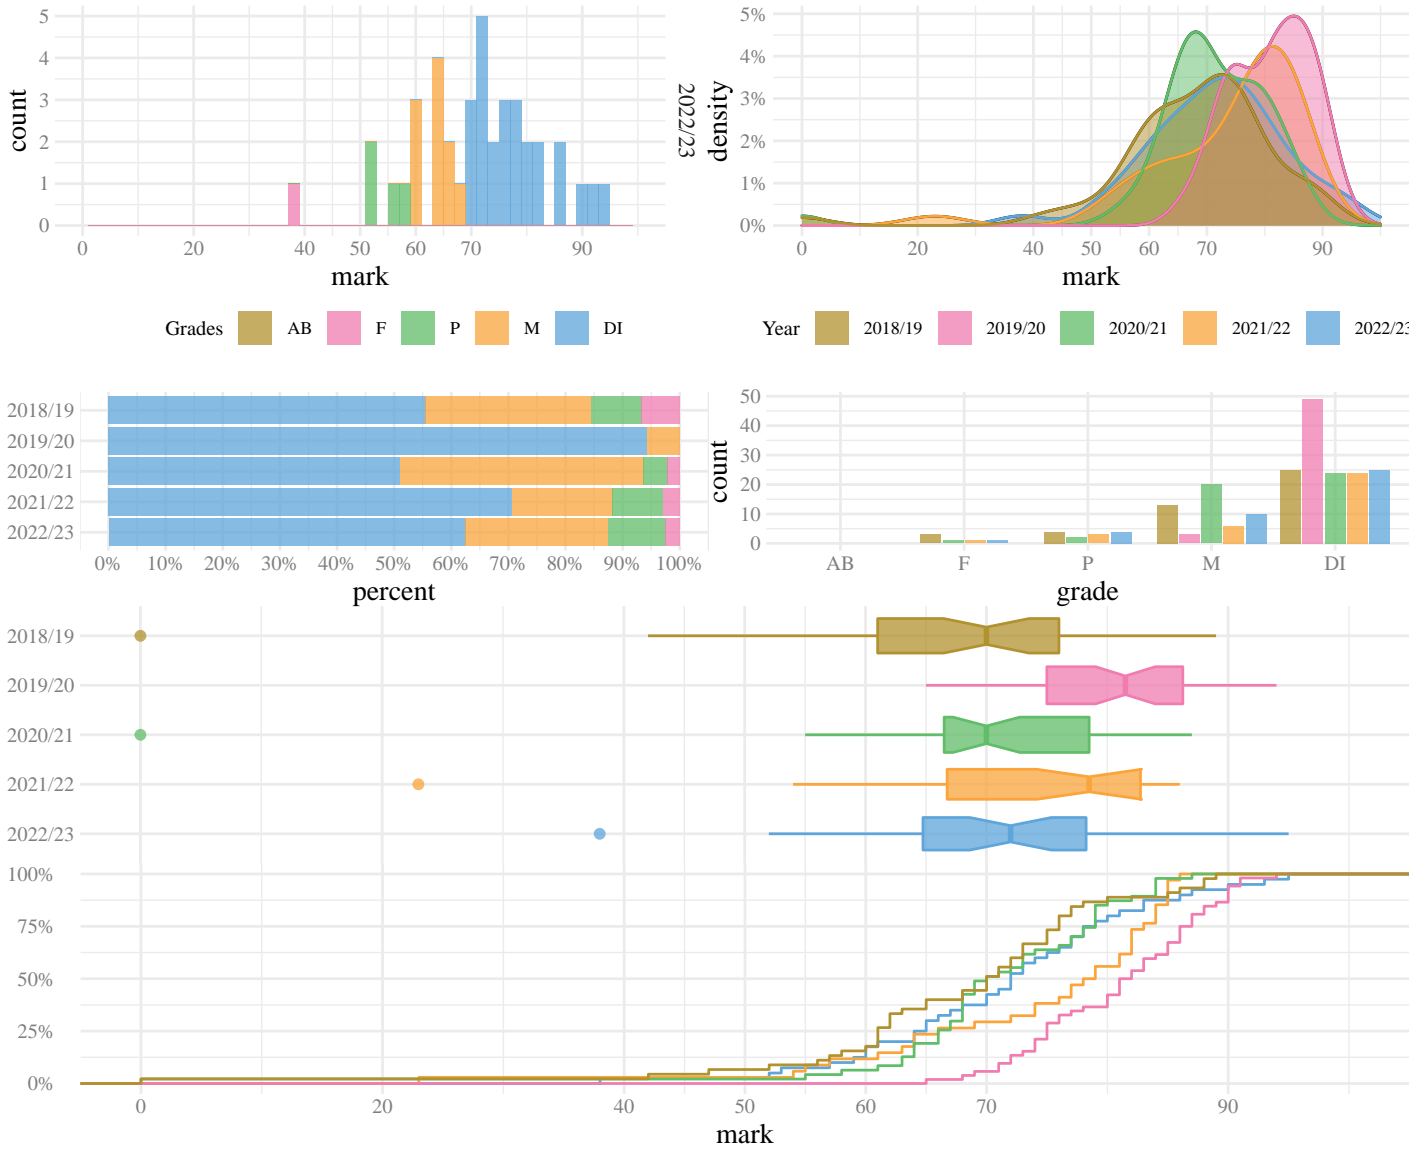 5
4
3
2
1
0
count
0 20 40 50 60 70 90
mark
2022/23
5%
4%
3%
2%
1%
0%
density
0 20 40 50 60 70 90
mark
Grades AB F P M DI
Year 2018/19 2019/20 2020/21 2021/22 2022/23
2018/19
2019/20
2020/21
2021/22
2022/23
0% 10% 20% 30% 40% 50% 60% 70% 80% 90% 100%
percent
50
40
30
20
10
0
count
AB F P M DI
grade
2018/19
2019/20
2020/21
2021/22
2022/23
100%
75%
50%
25%
0%
0 20 40 50 70 90
mark